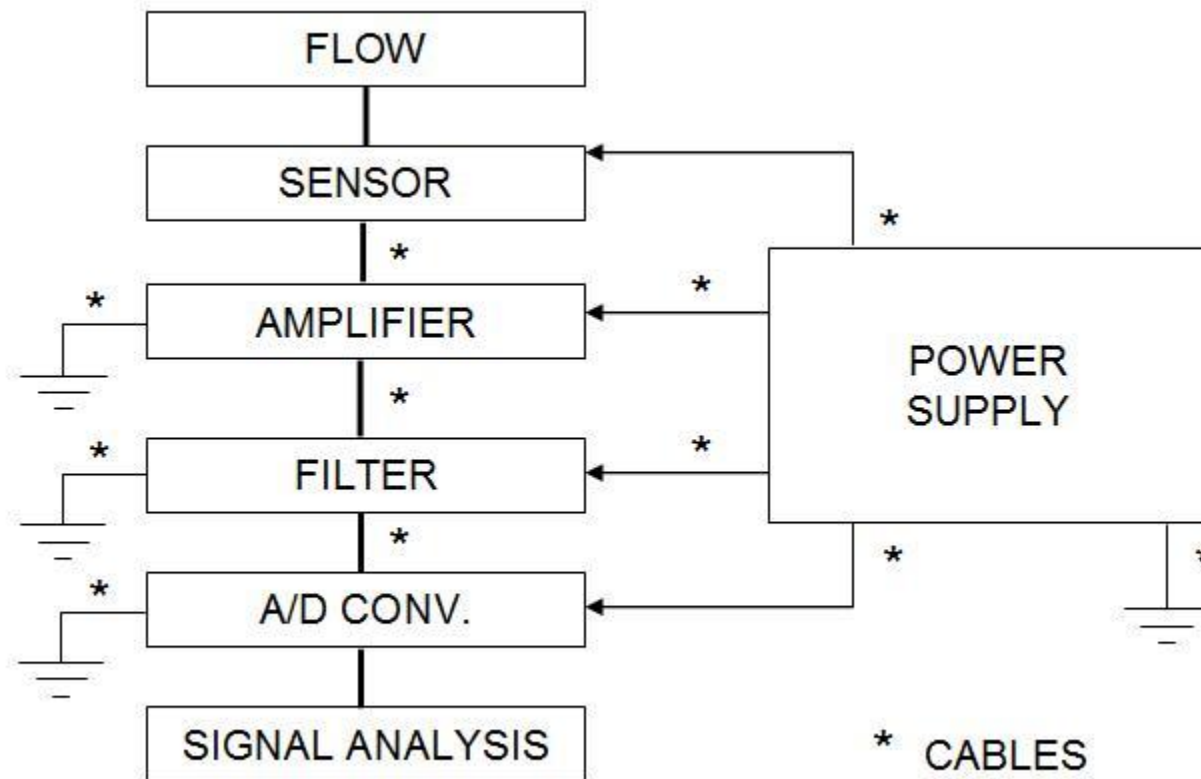 FLOW
SENSOR
*
*
*
*
AMPLIFIER
POWER
SUPPLY
*
*
*
FILTER
*
*
*
*
A/D CONV.
SIGNAL ANALYSIS
* CABLES